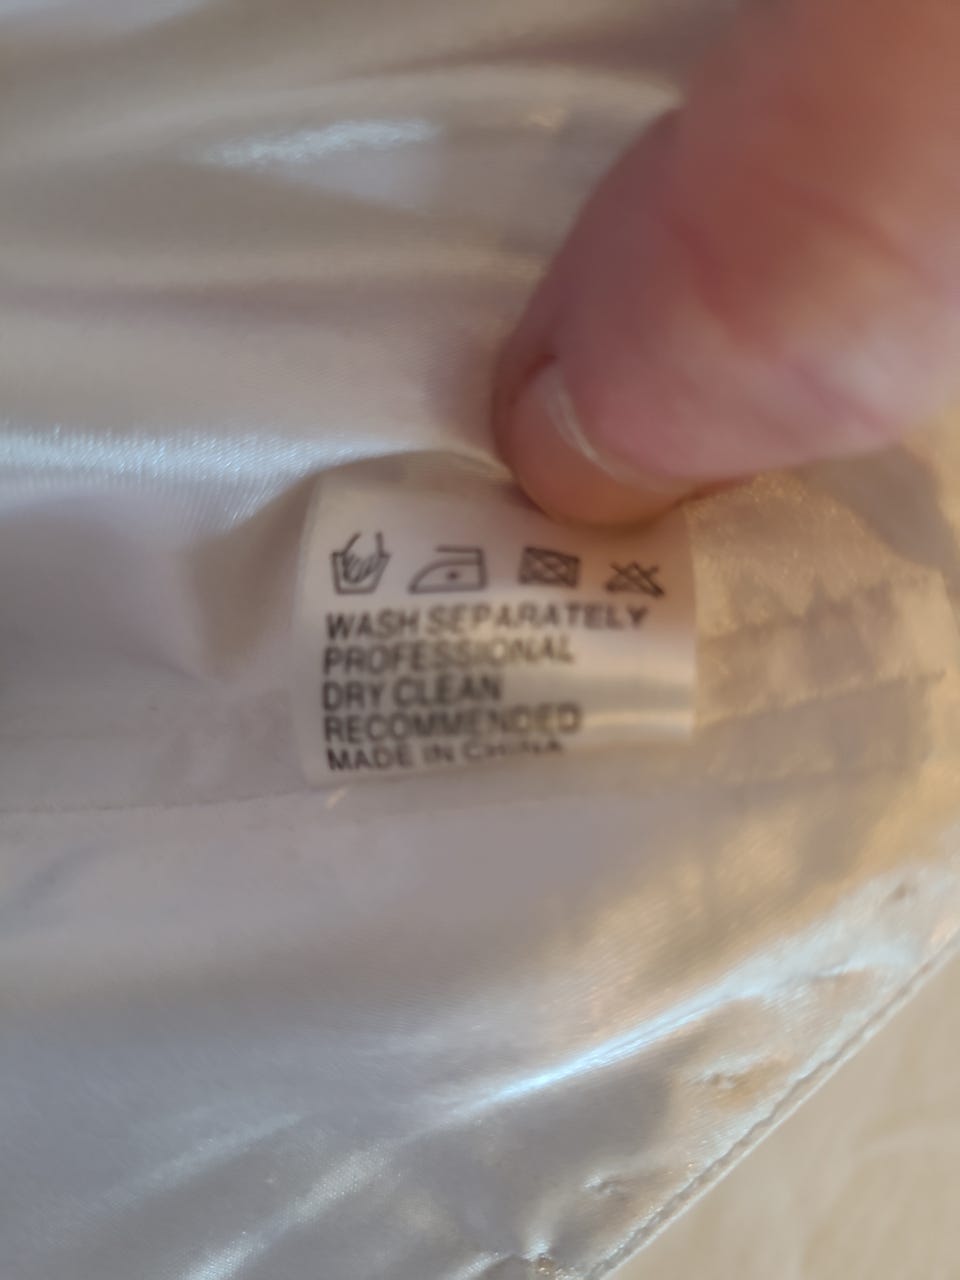 WASH SEPARATELY
PROFESSIONAL
DRY CLEAN
RECOMMENDED
MADE IN CHINA